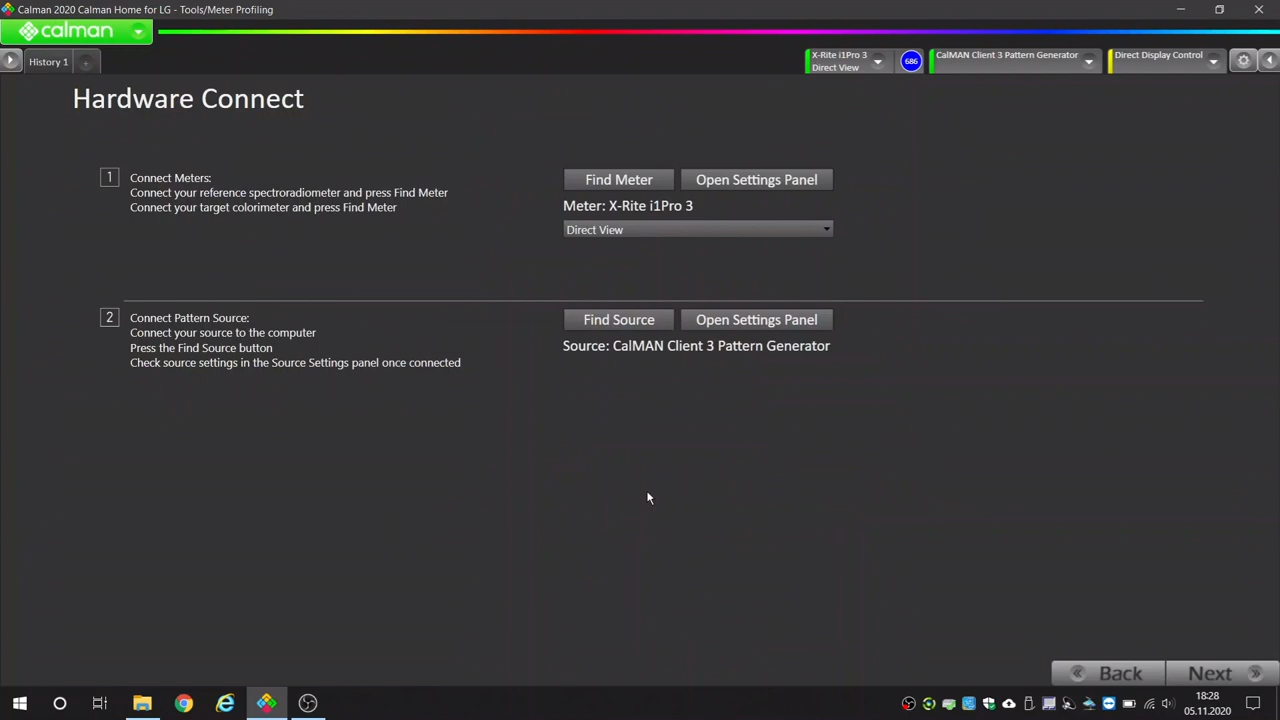 Calman 2020 Calman Home for LG - Tools/Meter Profiling
calman
History 1
X-Rite i1Pro 3
Direct View
686
CalMAN Client 3 Pattern Generator
Direct Display Control
Hardware Connect
1
Connect Meters:
Connect your reference spectroradiometer and press Find Meter
Connect your target colorimeter and press Find Meter
Find Meter
Open Settings Panel
Meter: X-Rite i1Pro 3
Direct View
2
Connect Pattern Source:
Connect your source to the computer
Press the Find Source button
Check source settings in the Source Settings panel once connected
Find Source
Open Settings Panel
Source: CalMAN Client 3 Pattern Generator
Back
Next
18:28
05.11.2020